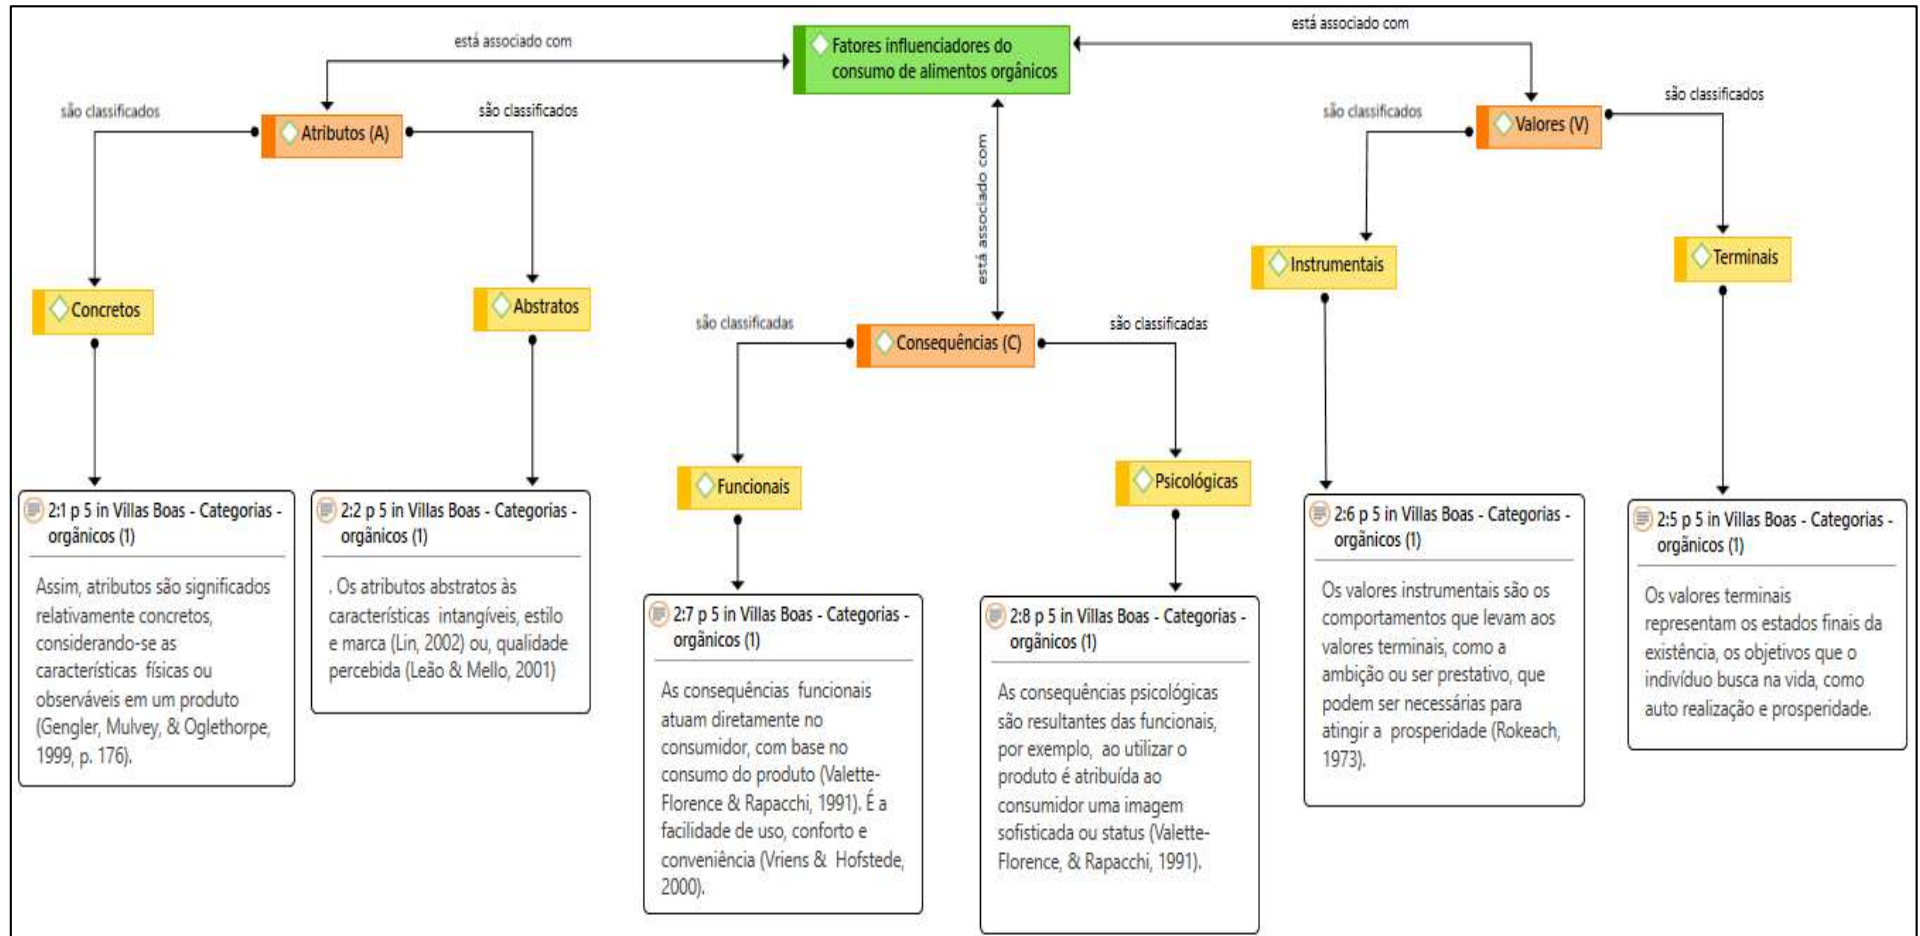 está associado com
Fatores influenciadores do
consumo de alimentos orgânicos
está associado com
são classificados
Atributos (A)
são classificados
está associado com
são classificados
Valores (V)
são classificados
Concretos
Abstratos
são classificadas
Consequências (C)
são classificadas
Instrumentais
Terminais
Funcionais
Psicológicas
2:1 p 5 in Villas Boas - Categorias -
orgãnicos (1)
Assim, atributos são significados
relativamente concretos,
considerando-se as
características físicas ou
observáveis em um produto
(Gengler, Mulvey, & Oglethorpe,
1999, p. 176).
2:2 p 5 in Villas Boas - Categorias -
orgãnicos (1)
. Os atributos abstratos às
características intangíveis, estilo
e marca (Lin, 2002) ou, qualidade
percebida (Leão & Mello, 2001)
2:7 p 5 in Villas Boas - Categorias -
orgãnicos (1)
As consequências funcionais
atuam diretamente no
consumidor, com base no
consumo do produto (Valette-
Florence & Rapacchi, 1991). É a
facilidade de uso, conforto e
conveniência (Vriens & Hofstede,
2000).
2:8 p 5 in Villas Boas - Categorias -
orgãnicos (1)
As consequências psicológicas
são resultantes das funcionais,
por exemplo, ao utilizar o
produto é atribuída ao
consumidor uma imagem
sofisticada ou status (Valette-
Florence, & Rapacchi, 1991).
2:6 p 5 in Villas Boas - Categorias -
orgãnicos (1)
Os valores instrumentais são os
comportamentos que levam aos
valores terminais, como a
ambição ou ser prestativo, que
podem ser necessárias para
atingir a prosperidade (Rokeach,
1973).
2:5 p 5 in Villas Boas - Categorias -
orgãnicos (1)
Os valores terminais
representam os estados finais da
existência, os objetivos que o
indivíduo busca na vida, como
auto realização e prosperidade.